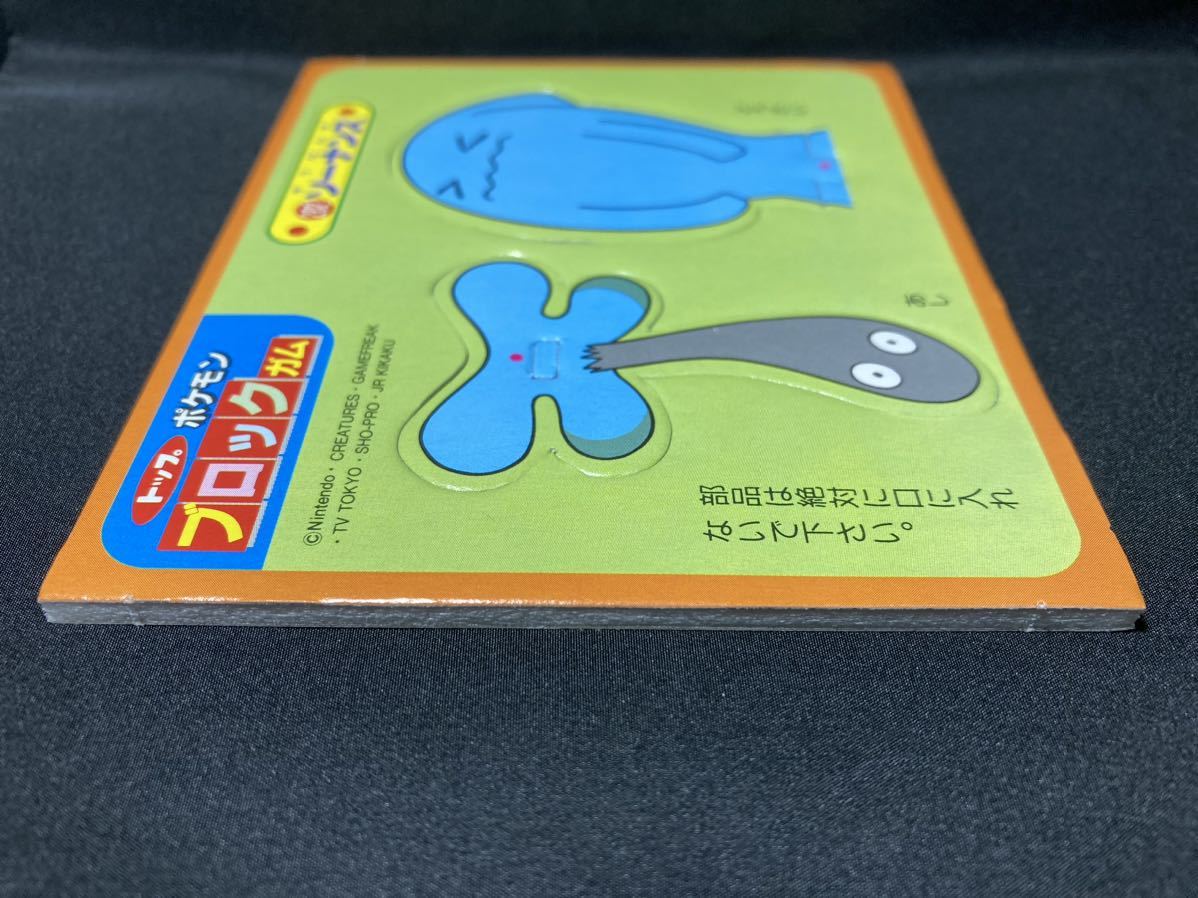 トップ
ポケモン
ブロックガム
©Nintendo・CREATURES・GAMEFREAK
・TV TOKYO・SHO-PRO・JR KIKAKU
ソーナンス
あし
部品は絶対に口に入れ
ないで下さい。